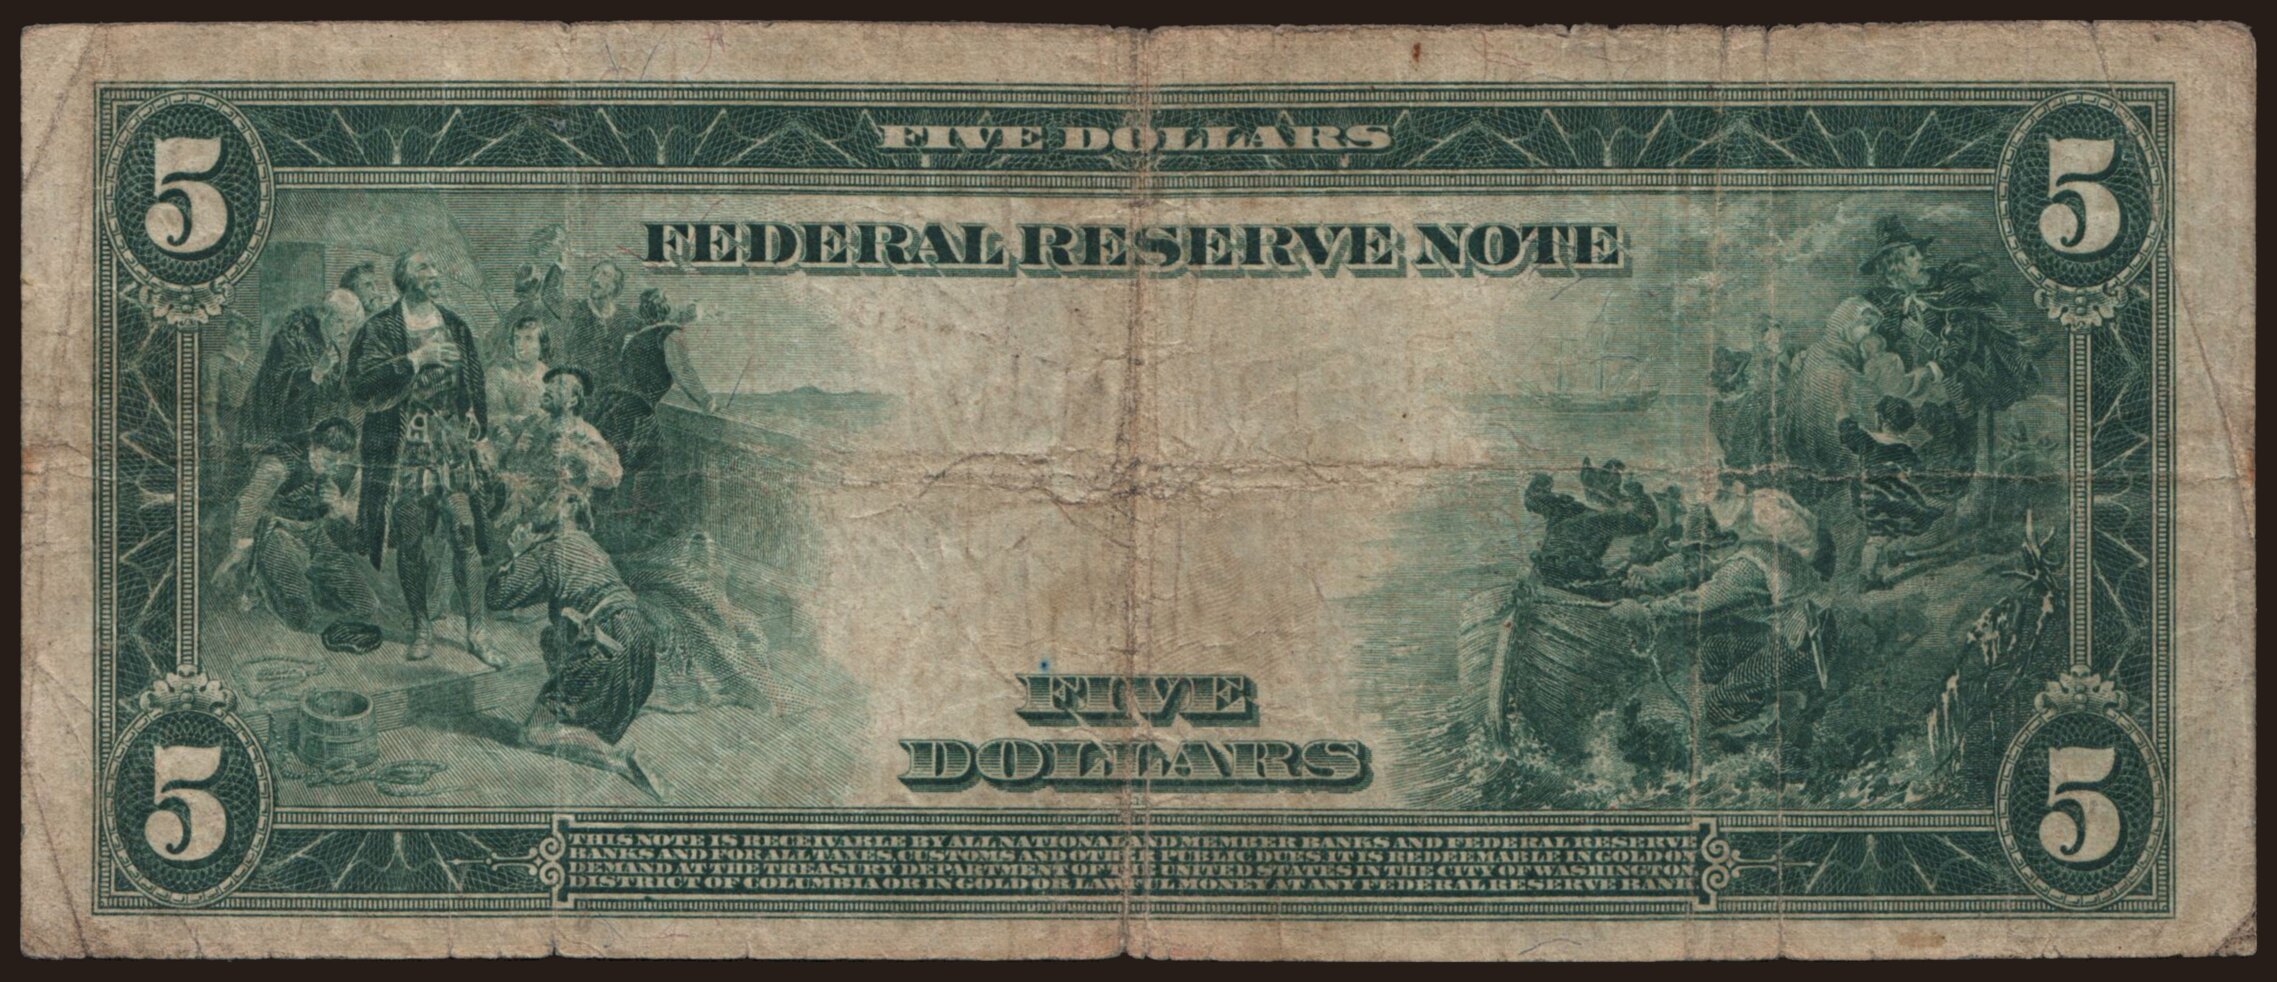 FIVE DOLLARS
5
5
FEDERAL RESERVE NOTE
FIVE
DOLLARS
5
5
THIS NOTE IS RECEIVABLE BY ALL NATIONAL AND MEMBER BANKS AND FEDERAL RESERVE
BANKS AND FOR ALL TAXES, CUSTOMS AND OTHER PUBLIC DUES. IT IS REDEEMABLE IN GOLD ON
DEMAND AT THE TREASURY DEPARTMENT OF THE UNITED STATES IN THE CITY OF WASHINGTON,
DISTRICT OF COLUMBIA OR IN GOLD OR LAWFUL MONEY AT ANY FEDERAL RESERVE BANK.